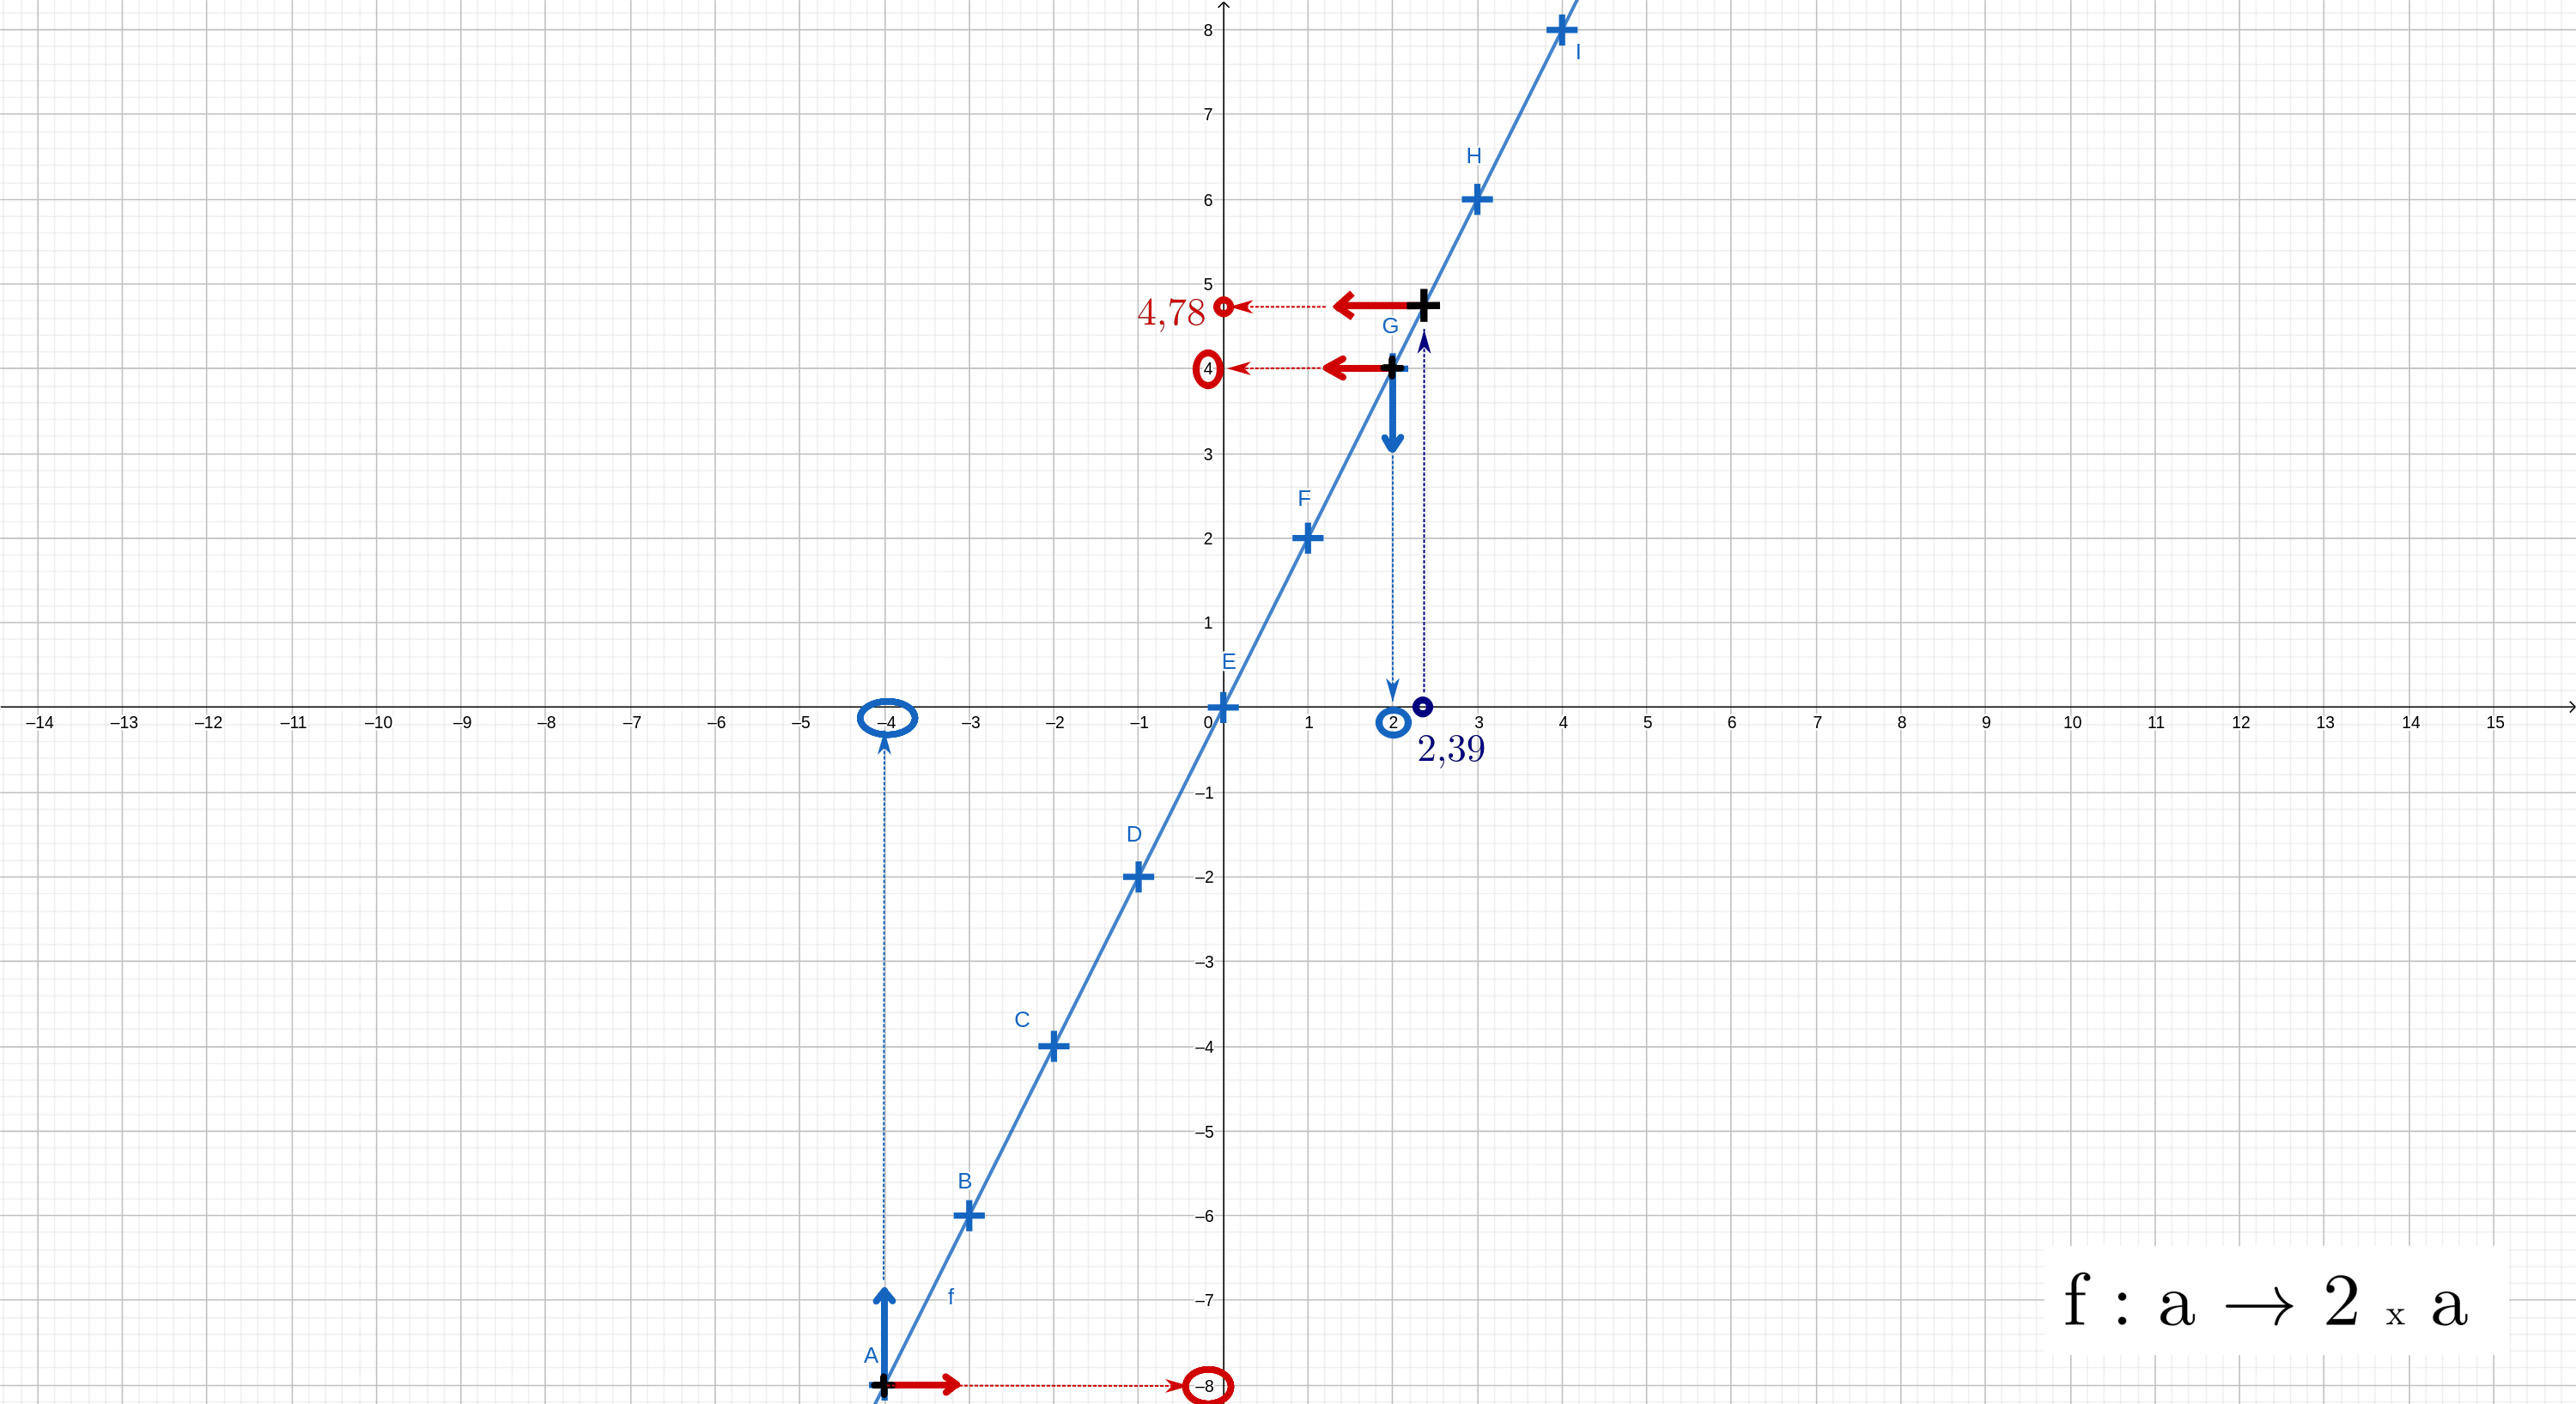 8
I
7
H
6
5
4,78
G
4
3
F
2
1
E
–14 –13 –12 –11 –10 –9 –8 –7 –6 –5 –4 –3 –2 –1 0 1 2 3 4 5 6 7 8 9 10 11 12 13 14 15
2,39
–1
D
–2
–3
C
–4
–5
B
–6
f
–7
f : a → 2 x a
A
–8